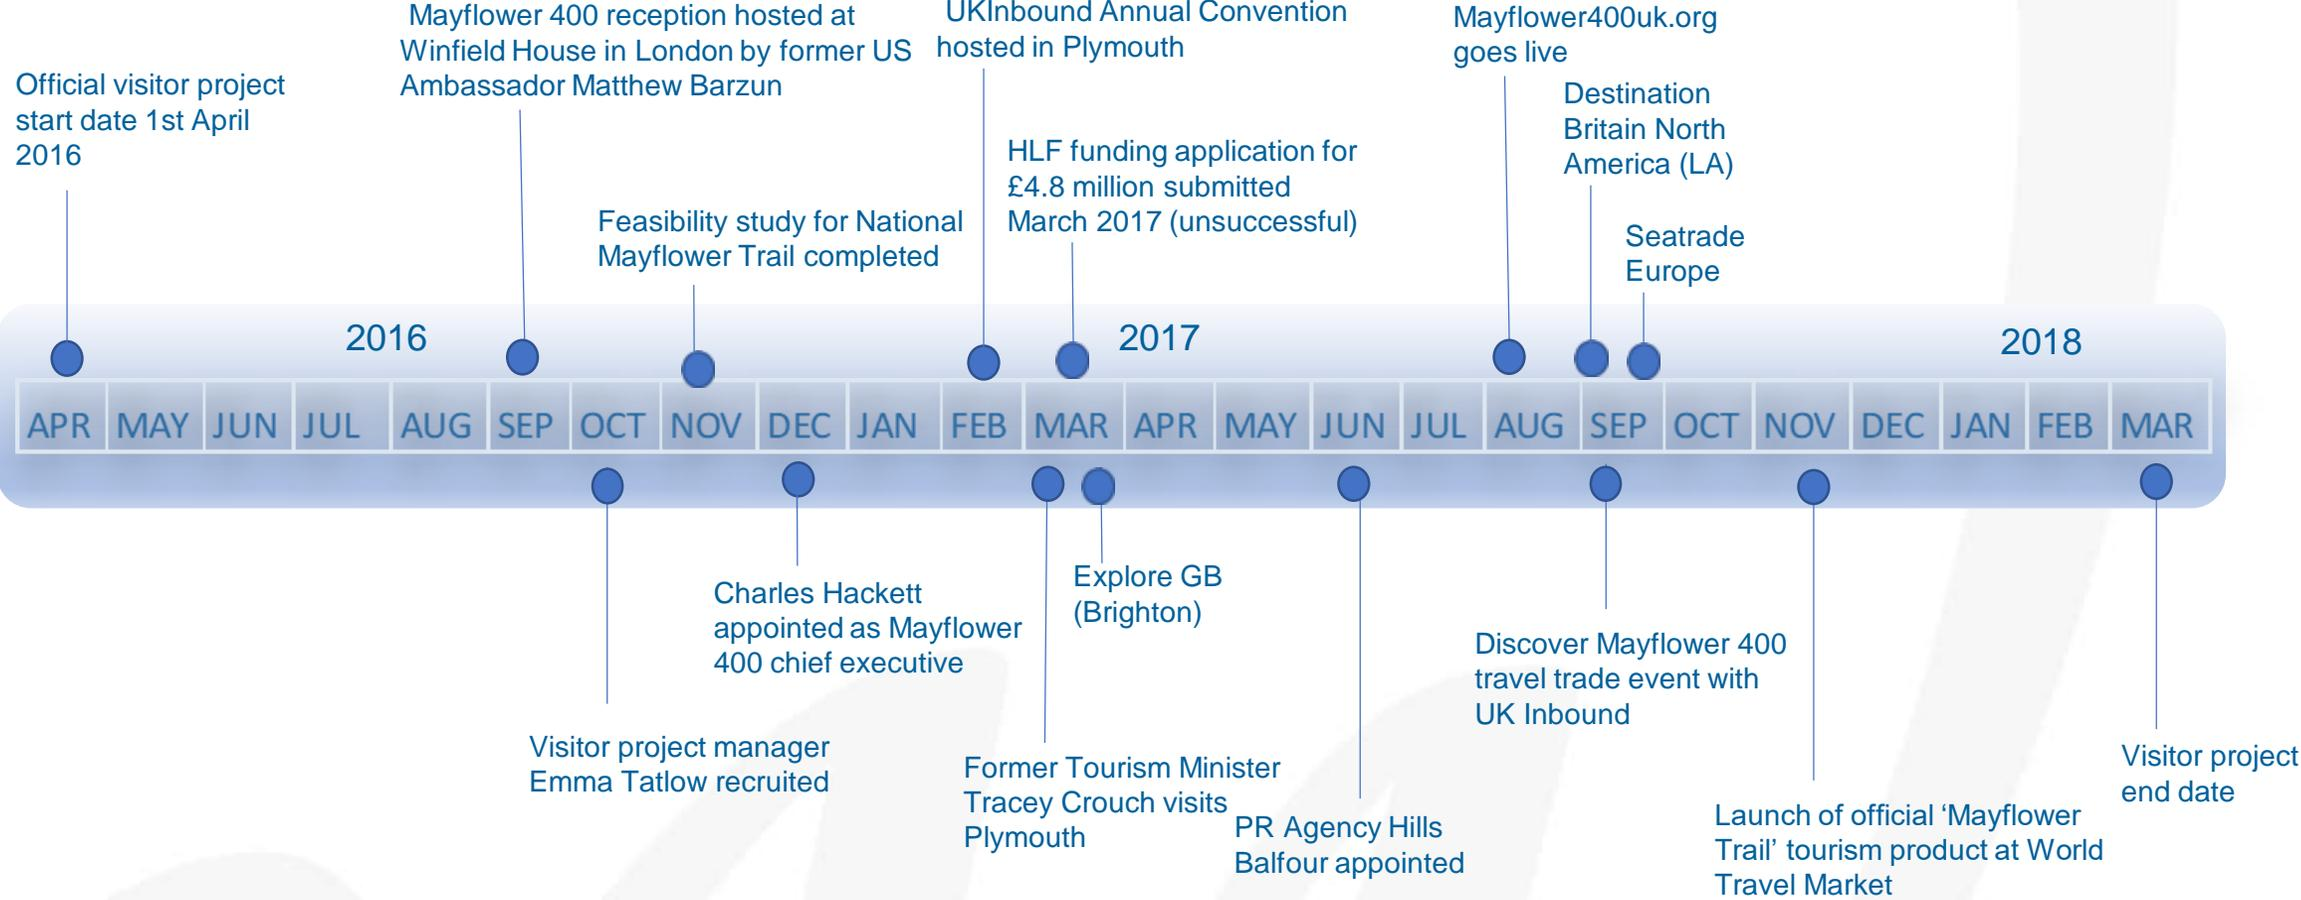 Mayflower 400 reception hosted at
Winfield House in London by former US
Ambassador Matthew Barzun
UKInbound Annual Convention
hosted in Plymouth
Mayflower400uk.org
goes live
Official visitor project
start date 1st April
2016
Destination
Britain North
America (LA)
HLF funding application for
£4.8 million submitted
March 2017 (unsuccessful)
Feasibility study for National
Mayflower Trail completed
Seatrade
Europe
2016
2017
2018
APR MAY JUN JUL AUG SEP OCT NOV DEC JAN FEB MAR APR MAY JUN JUL AUG SEP OCT NOV DEC JAN FEB MAR
Explore GB
(Brighton)
Charles Hackett
appointed as Mayflower
400 chief executive
Discover Mayflower 400
travel trade event with
UK Inbound
Visitor project manager
Emma Tatlow recruited
Former Tourism Minister
Tracey Crouch visits
Plymouth
PR Agency Hills
Balfour appointed
Launch of official ‘Mayflower
Trail’ tourism product at World
Travel Market
Visitor project
end date